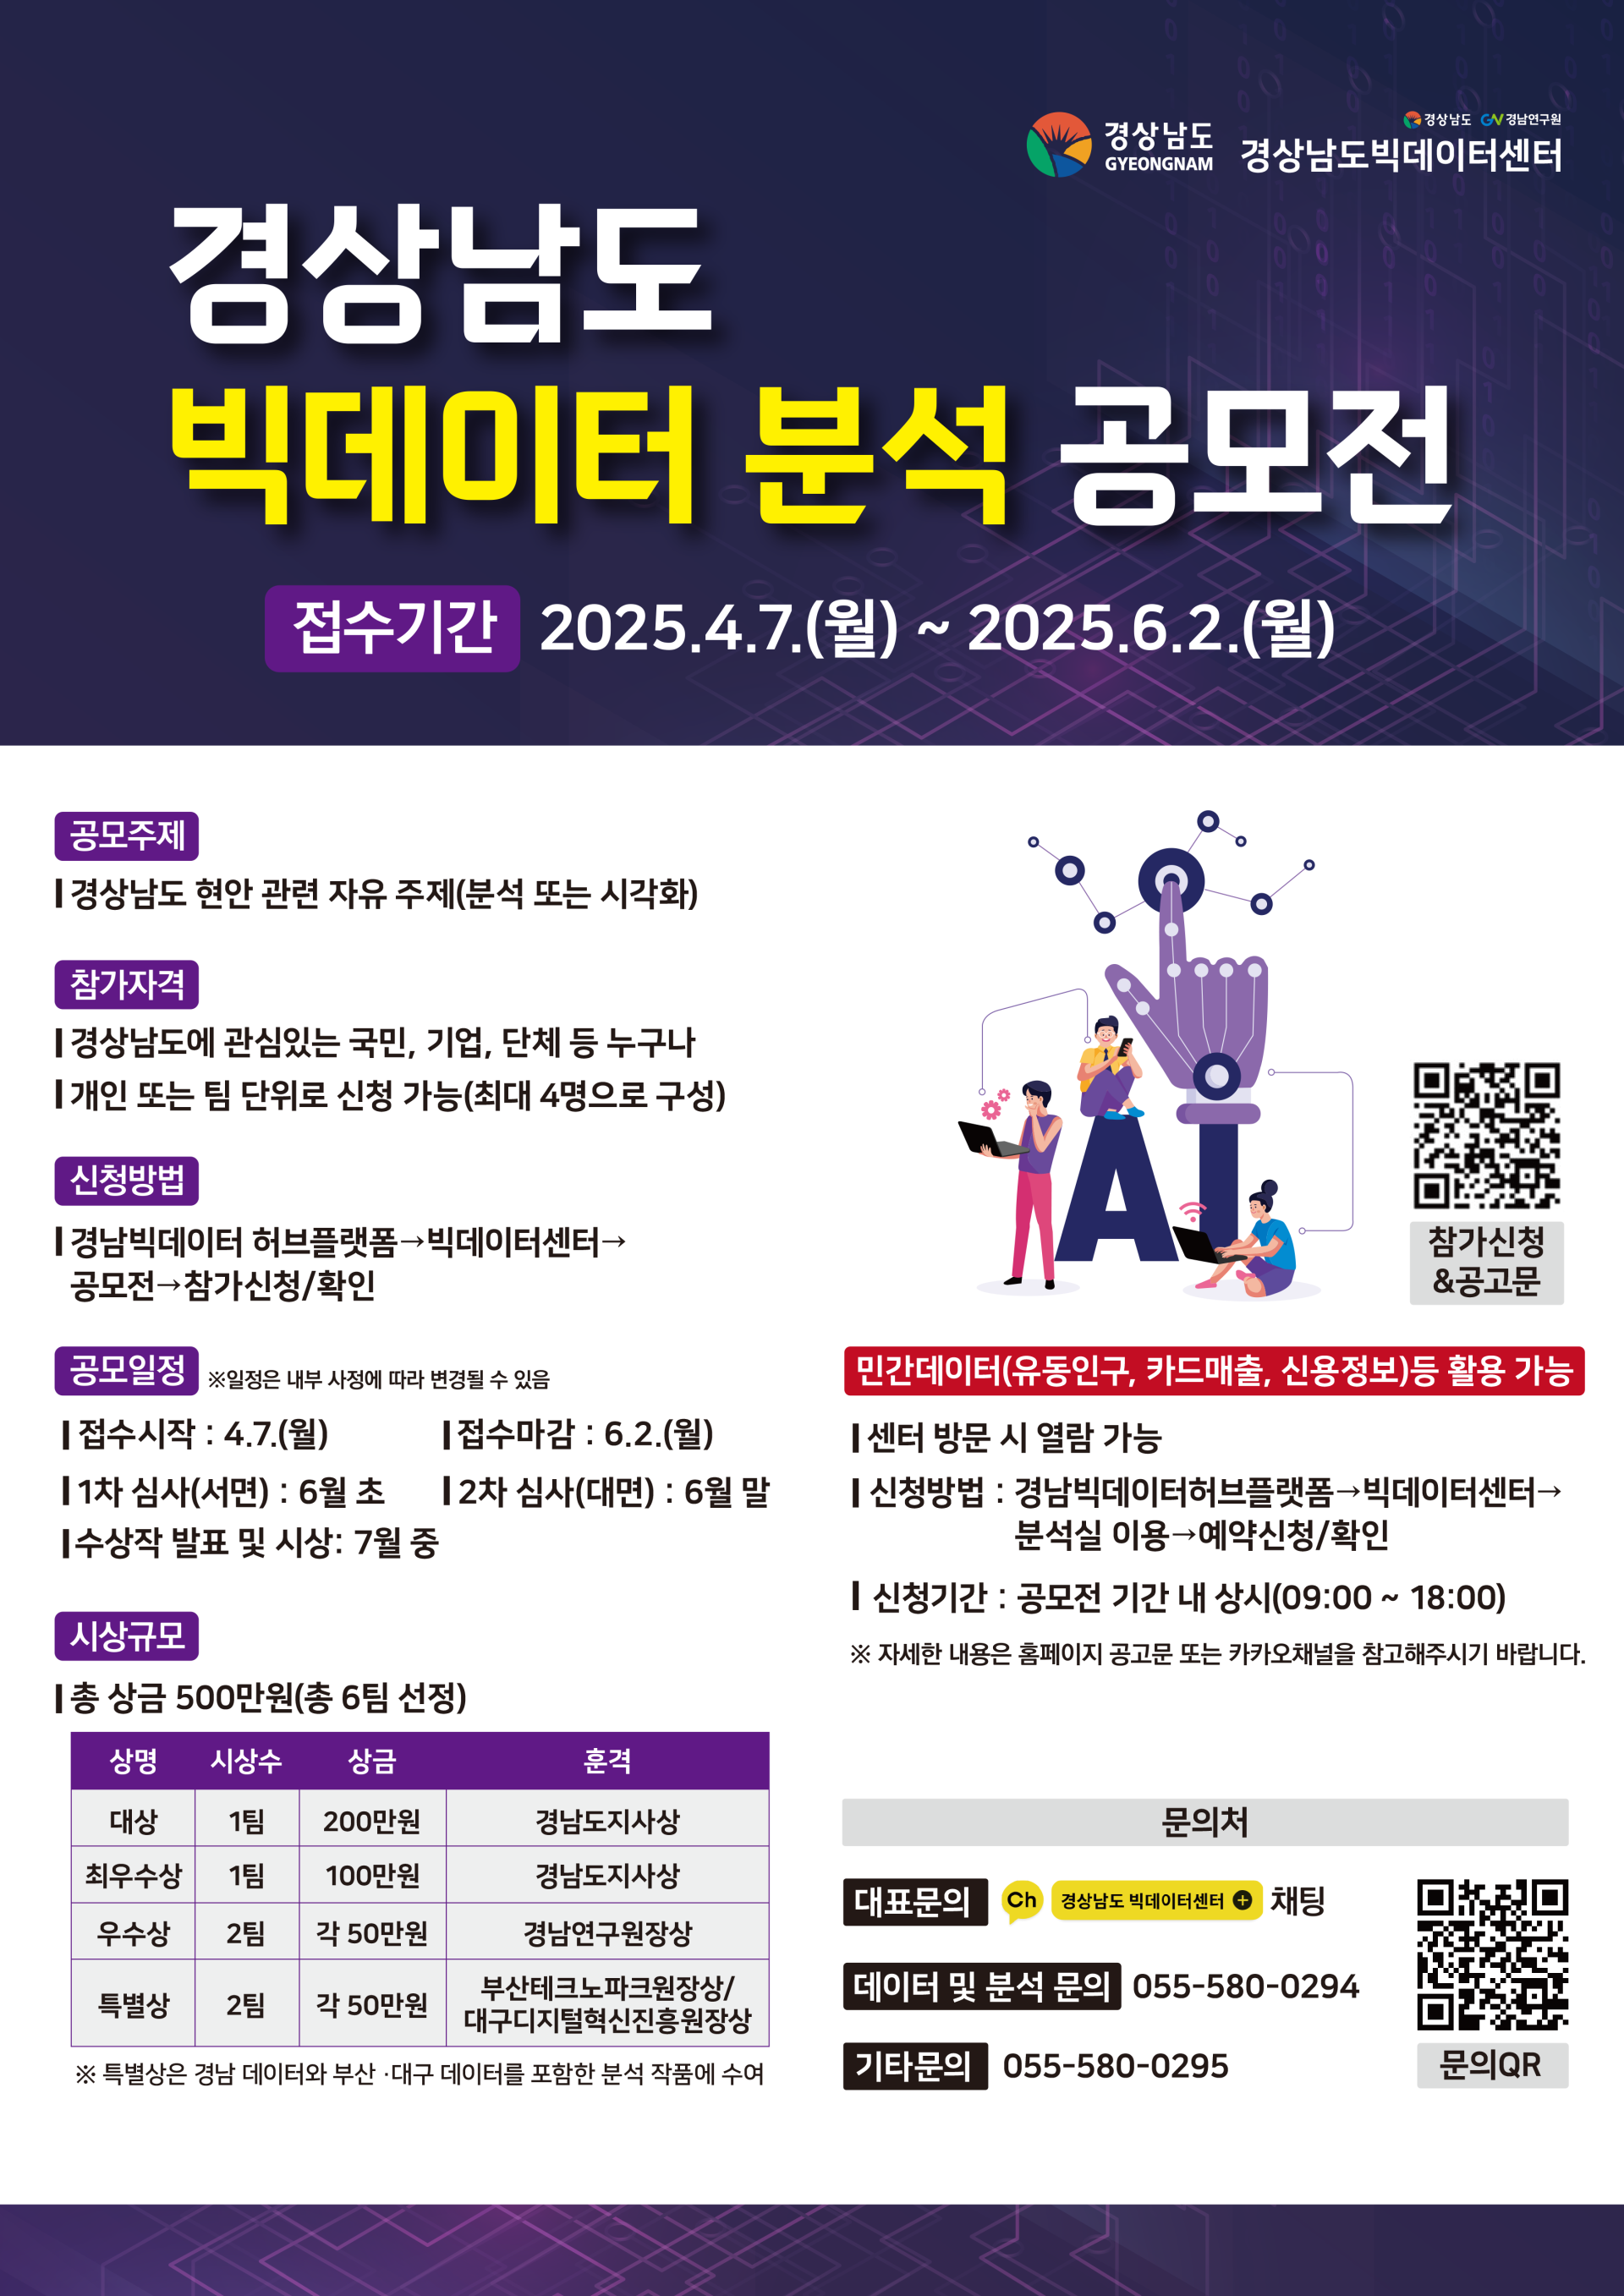 경상남도
GYEONGNAM
경상남도 GN 경남연구원
경상남도빅데이터센터
경상남도
빅데이터 분석 공모전
접수기간 2025.4.7.(월) ~ 2025.6.2.(월)
공모주제
경상남도 현안 관련 자유 주제(분석 또는 시각화)
참가자격
경상남도에 관심있는 국민, 기업, 단체 등 누구나
개인 또는 팀 단위로 신청 가능(최대 4명으로 구성)
신청방법
경남빅데이터 허브플랫폼→빅데이터센터→
공모전→참가신청/확인
AI
참가신청
&공고문
공모일정 ※일정은 내부 사정에 따라 변경될 수 있음
접수시작 : 4.7.(월) 접수마감 : 6.2.(월)
1차 심사(서면) : 6월 초 2차 심사(대면) : 6월 말
수상작 발표 및 시상: 7월 중
시상규모
총 상금 500만원(총 6팀 선정)
상명 시상수 상금 훈격
대상 1팀 200만원 경남도지사상
최우수상 1팀 100만원 경남도지사상
우수상 2팀 각 50만원 경남연구원장상
특별상 2팀 각 50만원 부산테크노파크원장상/
대구디지털혁신진흥원장상
※ 특별상은 경남 데이터와 부산 ·대구 데이터를 포함한 분석 작품에 수여
민간데이터(유동인구, 카드매출, 신용정보)등 활용 가능
센터 방문 시 열람 가능
신청방법 : 경남빅데이터허브플랫폼→빅데이터센터→
분석실 이용→예약신청/확인
신청기간 : 공모전 기간 내 상시(09:00 ~ 18:00)
※ 자세한 내용은 홈페이지 공고문 또는 카카오채널을 참고해주시기 바랍니다.
문의처
대표문의 Ch 경상남도 빅데이터센터 + 채팅
데이터 및 분석 문의 055-580-0294
기타문의 055-580-0295
문의QR